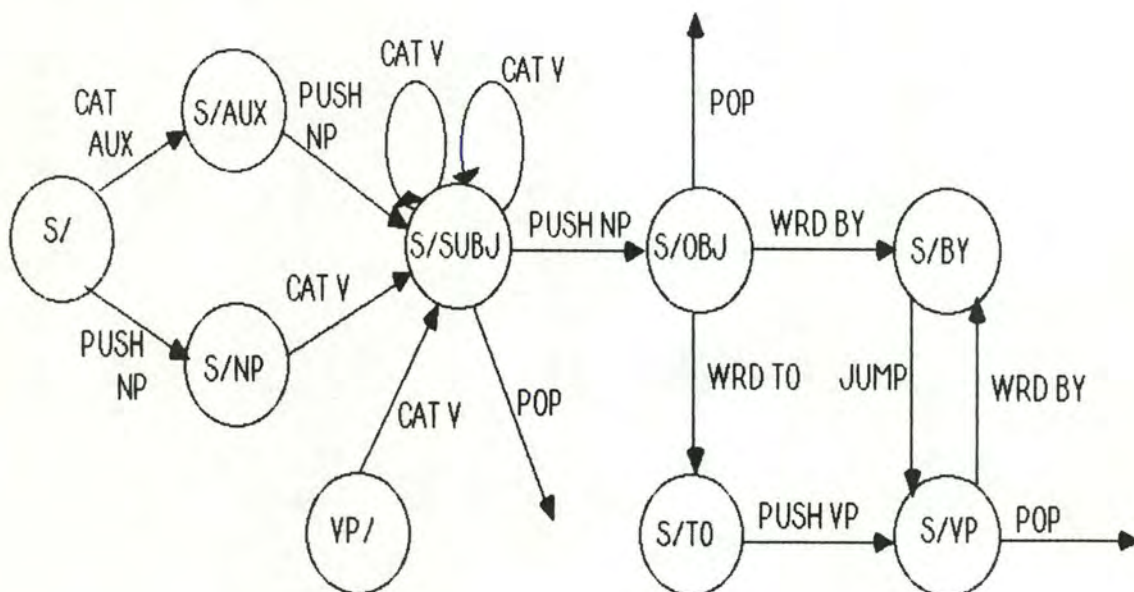 CAT V
CAT V
CAT
AUX
S/AUX
PUSH
NP
POP
S/
S/SUBJ
PUSH NP
S/OBJ
WRD BY
S/BY
PUSH
NP
S/NP
CAT V
CAT V
POP
WRD TO
JUMP
WRD BY
VP/
S/TO
PUSH VP
S/VP
POP